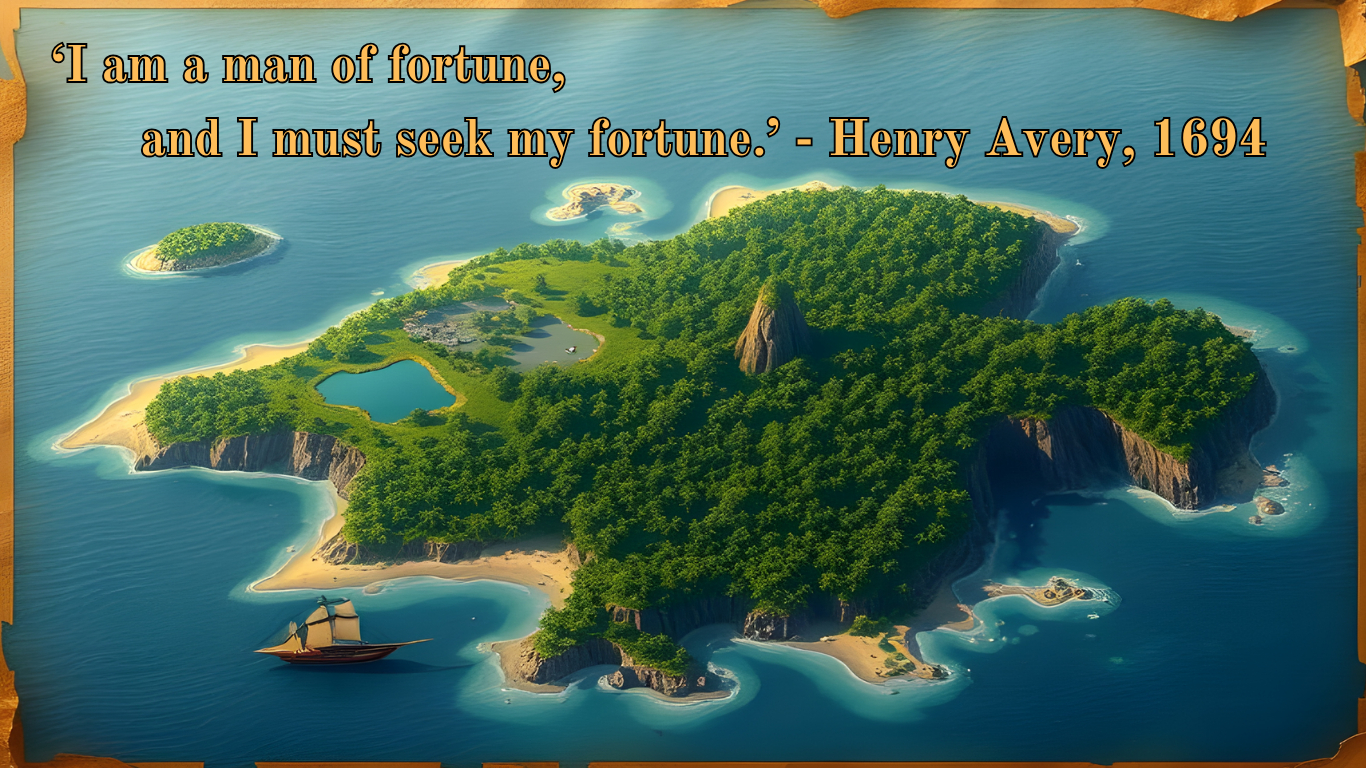 ‘I am a man of fortune,
and I must seek my fortune.’ - Henry Avery, 1694